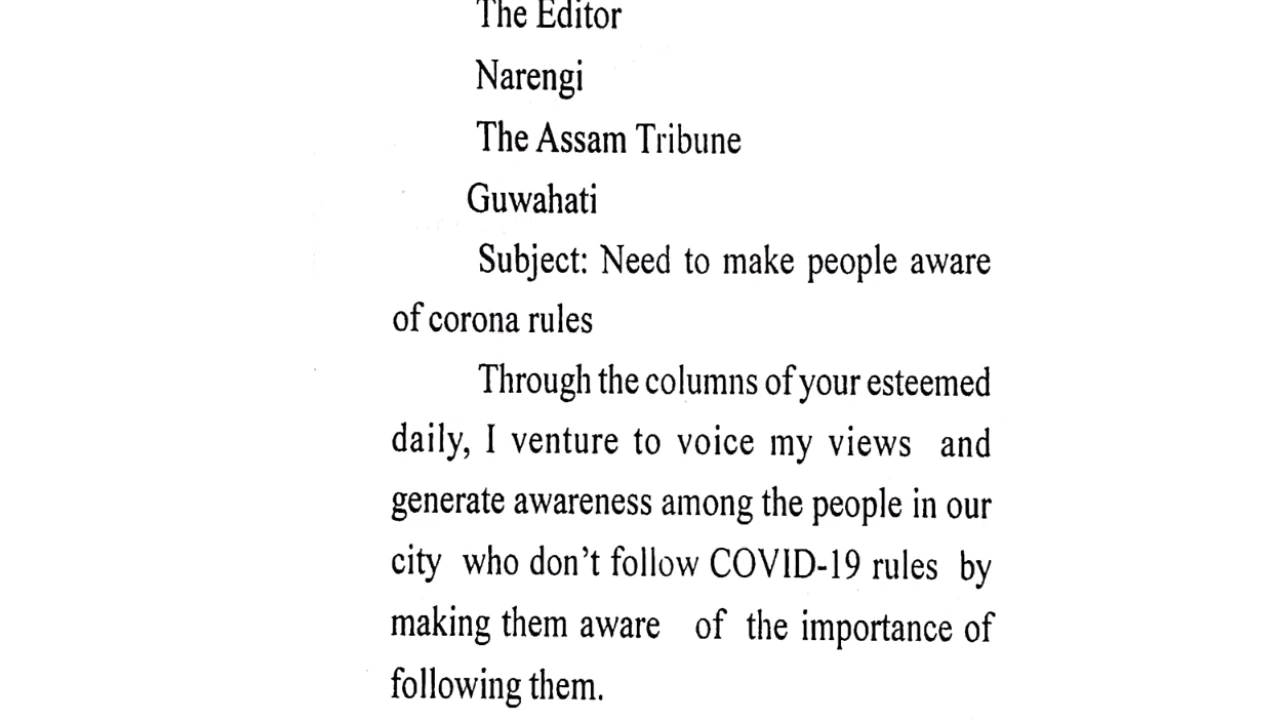 The Editor
Narengi
The Assam Tribune
Guwahati
Subject: Need to make people aware
of corona rules
Through the columns of your esteemed
daily, I venture to voice my views and
generate awareness among the people in our
city who don't follow COVID-19 rules by
making them aware of the importance of
following them.